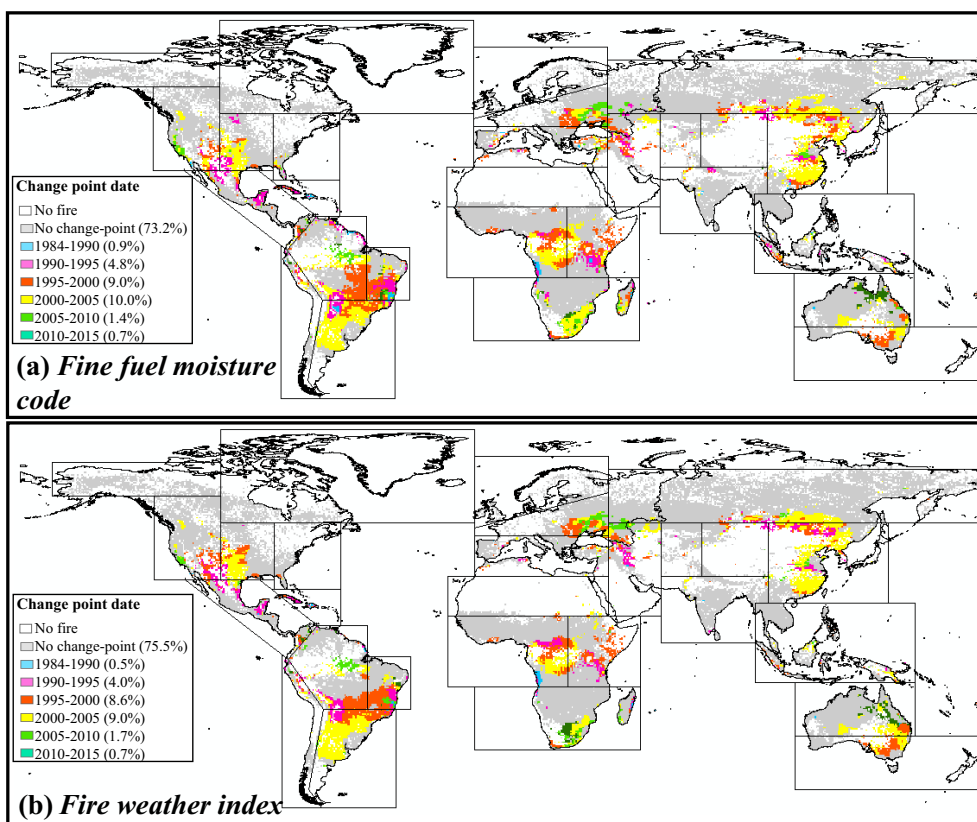 Change point date
No fire
No change-point (73.2%)
1984-1990 (0.9%)
1990-1995 (4.8%)
1995-2000 (9.0%)
2000-2005 (10.0%)
2005-2010 (1.4%)
2010-2015 (0.7%)
(a) Fine fuel moisture
code
Change point date
No fire
No change-point (75.5%)
1984-1990 (0.5%)
1990-1995 (4.0%)
1995-2000 (8.6%)
2000-2005 (9.0%)
2005-2010 (1.7%)
2010-2015 (0.7%)
(b) Fire weather index